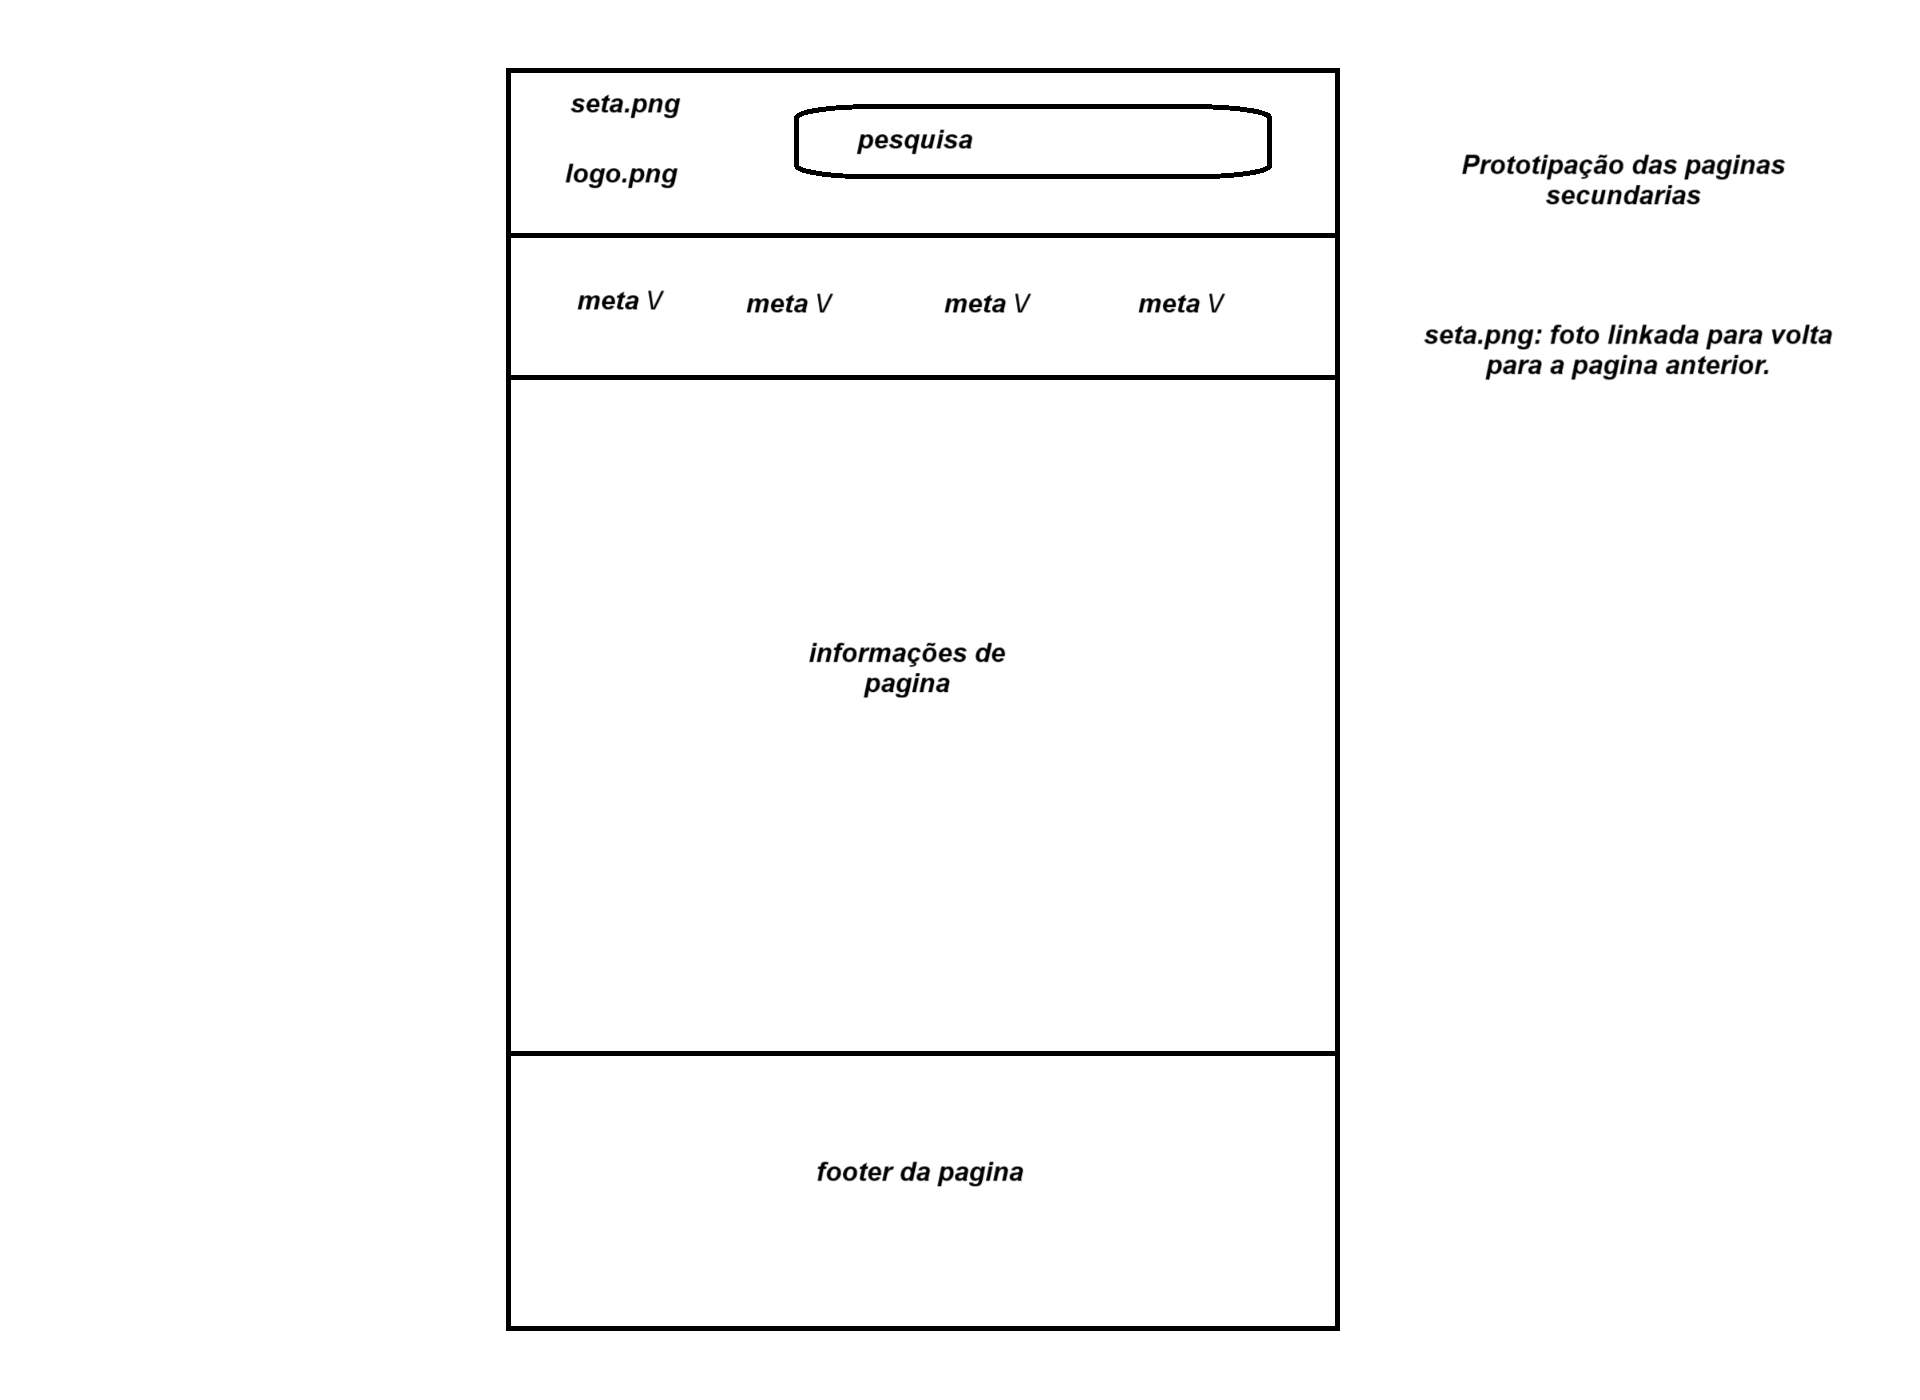 seta.png
logo.png
pesquisa
meta V
meta V
meta V
meta V
informações de
pagina
footer da pagina
Prototipação das paginas
secundarias
seta.png: foto linkada para volta
para a pagina anterior.